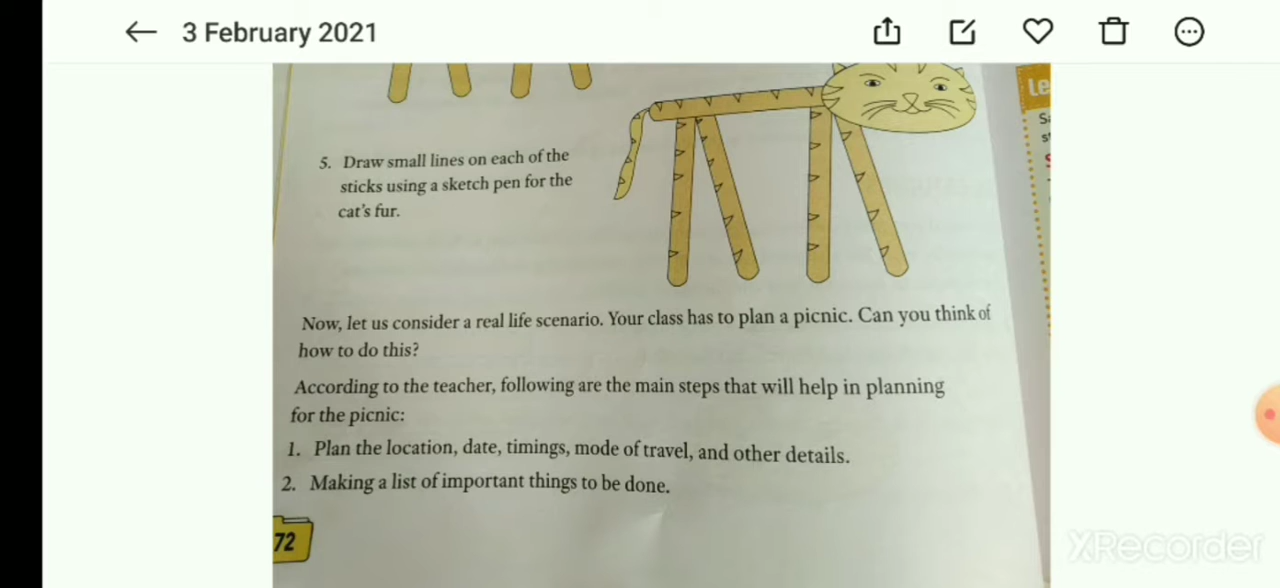 3 February 2021
5. Draw small lines on each of the
sticks using a sketch pen for the
cat's fur.
Now, let us consider a real life scenario. Your class has to plan a picnic. Can you think of
how to do this?
According to the teacher, following are the main steps that will help in planning
for the picnic:
1. Plan the location, date, timings, mode of travel, and other details.
2. Making a list of important things to be done.
72
XRecorder